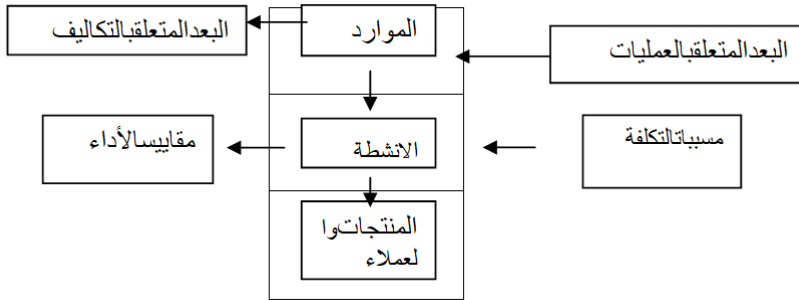 البعدالمتعلقبالتكاليف
الموارد
البعدالمتعلقبالعمليات
مقاييسالأداء
الانشطة
مسبباتالتكلفة
المنتجاتوا
لعملاء